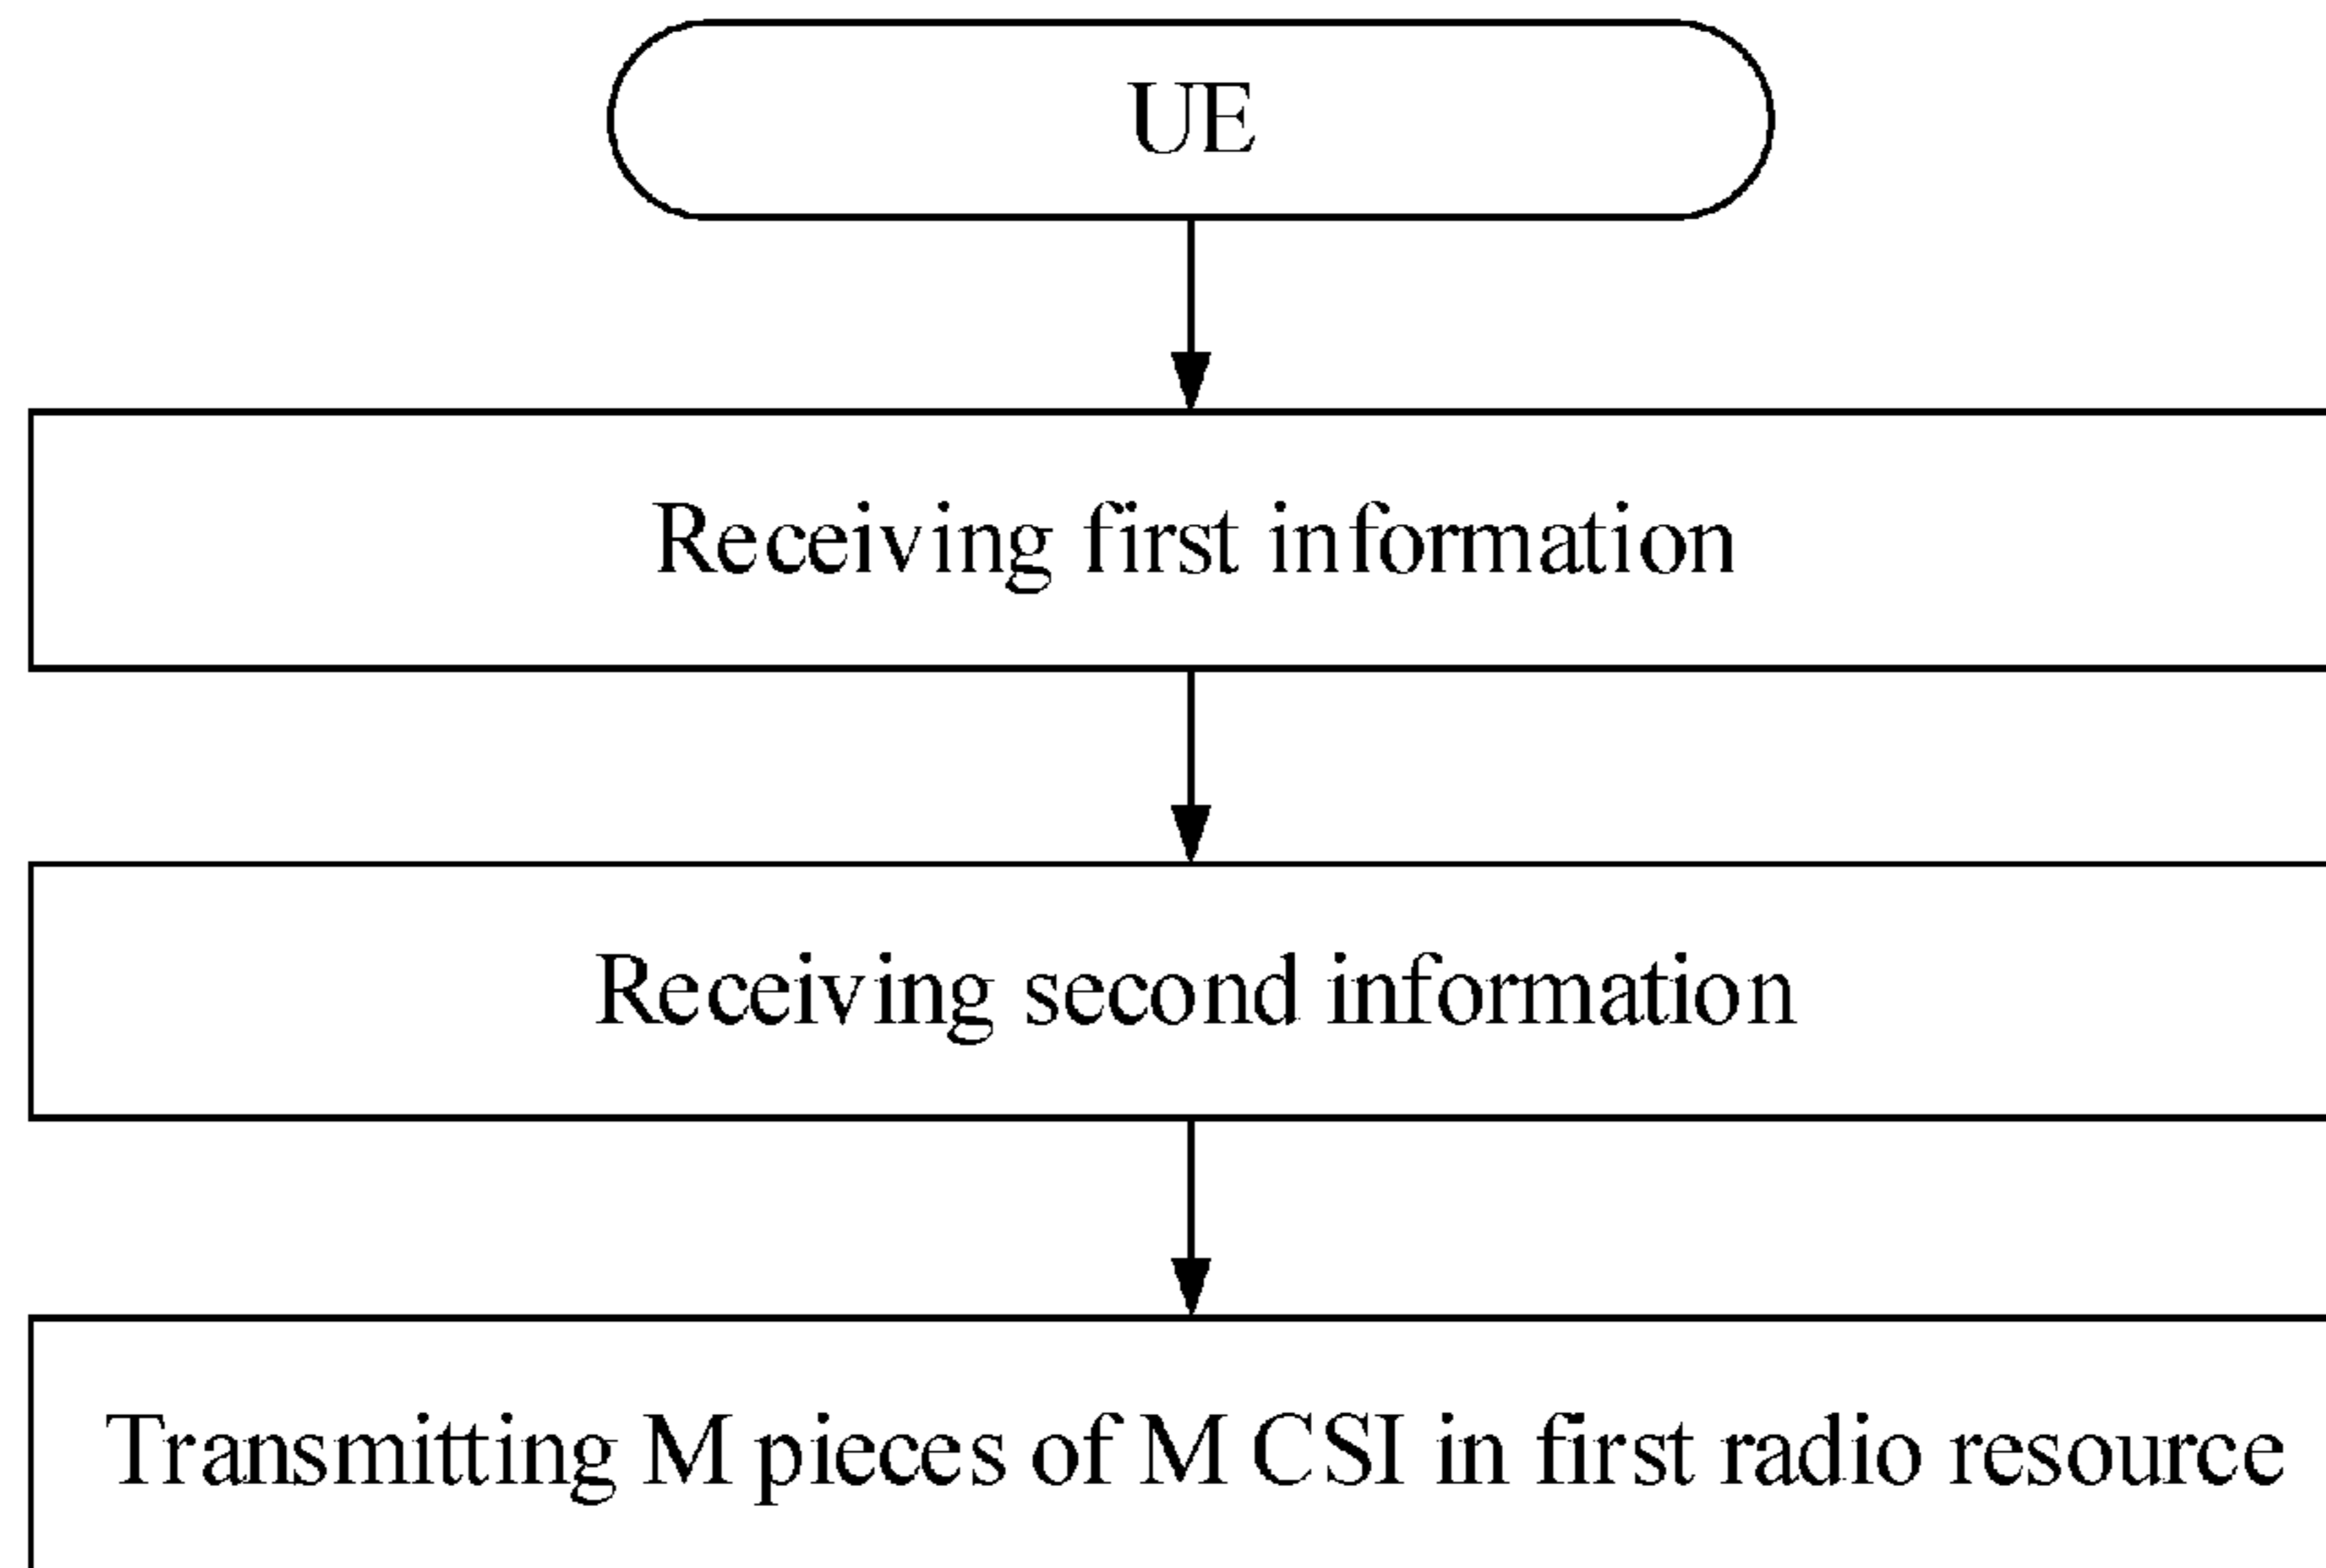 UE
Receiving first information
Receiving second information
Transmitting M pieces of M CSI in first radio resource